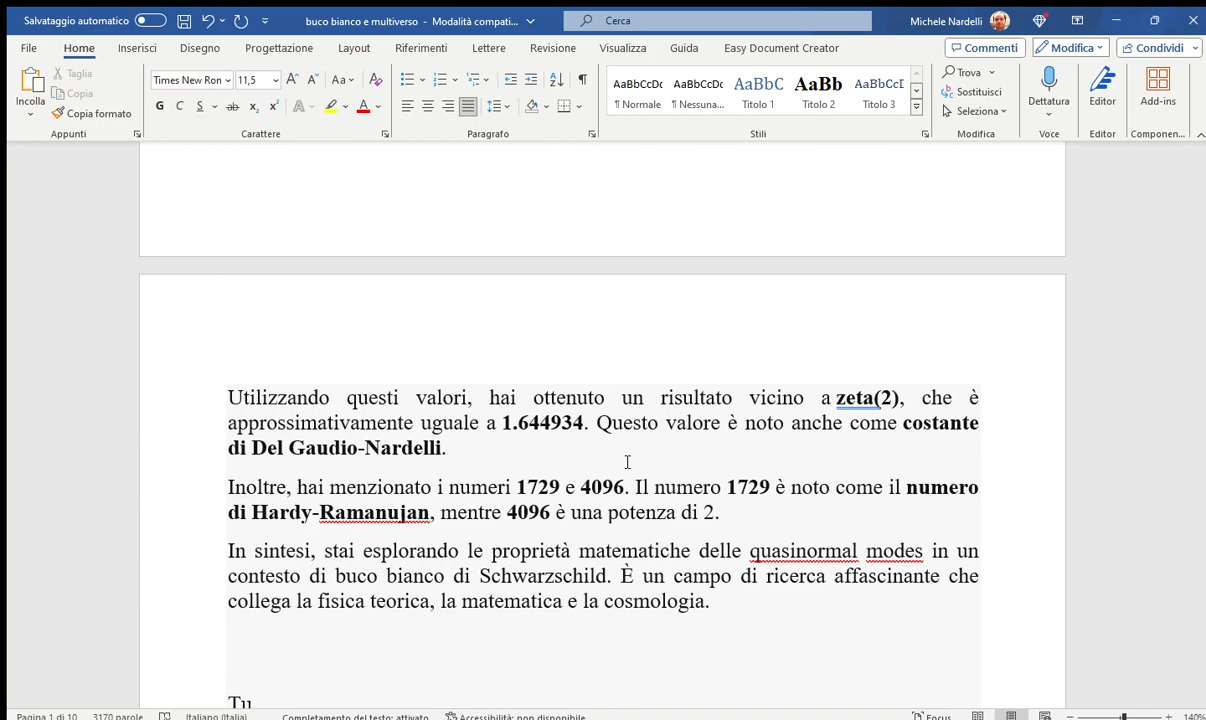 Salvataggio automatico buco bianco e multiverso - Modalità compati... Cerca Michele Nardelli
File Home Inserisci Disegno Progettazione Layout Riferimenti Lettere Revisione Visualizza Guida Easy Document Creator Commenti Modifica Condividi
Incolla Taglia Copia Copia formato
Times New Ron 11,5
AaBbCcDc AaBbCcDc AaBbC AaBb AaBbCcD
¶ Normale ¶ Nessuna... Titolo 1 Titolo 2 Titolo 3
Trova Sostituisci Seleziona
Dettatura Editor Add-ins
Appunti Carattere Paragrafo Stili Modifica Voce Editor Componen...
Utilizzando questi valori, hai ottenuto un risultato vicino a zeta(2), che è
approssimativamente uguale a 1.644934. Questo valore è noto anche come costante
di Del Gaudio-Nardelli.
Inoltre, hai menzionato i numeri 1729 e 4096. Il numero 1729 è noto come il numero
di Hardy-Ramanujan, mentre 4096 è una potenza di 2.
In sintesi, stai esplorando le proprietà matematiche delle quasinormal modes in un
contesto di buco bianco di Schwarzschild. È un campo di ricerca affascinante che
collega la fisica teorica, la matematica e la cosmologia.
Tu
Pagina 1 di 10 3170 parole Italiano (Italia) Completamento del testo: attivato Accessibilità: non disponibile Focus 140%